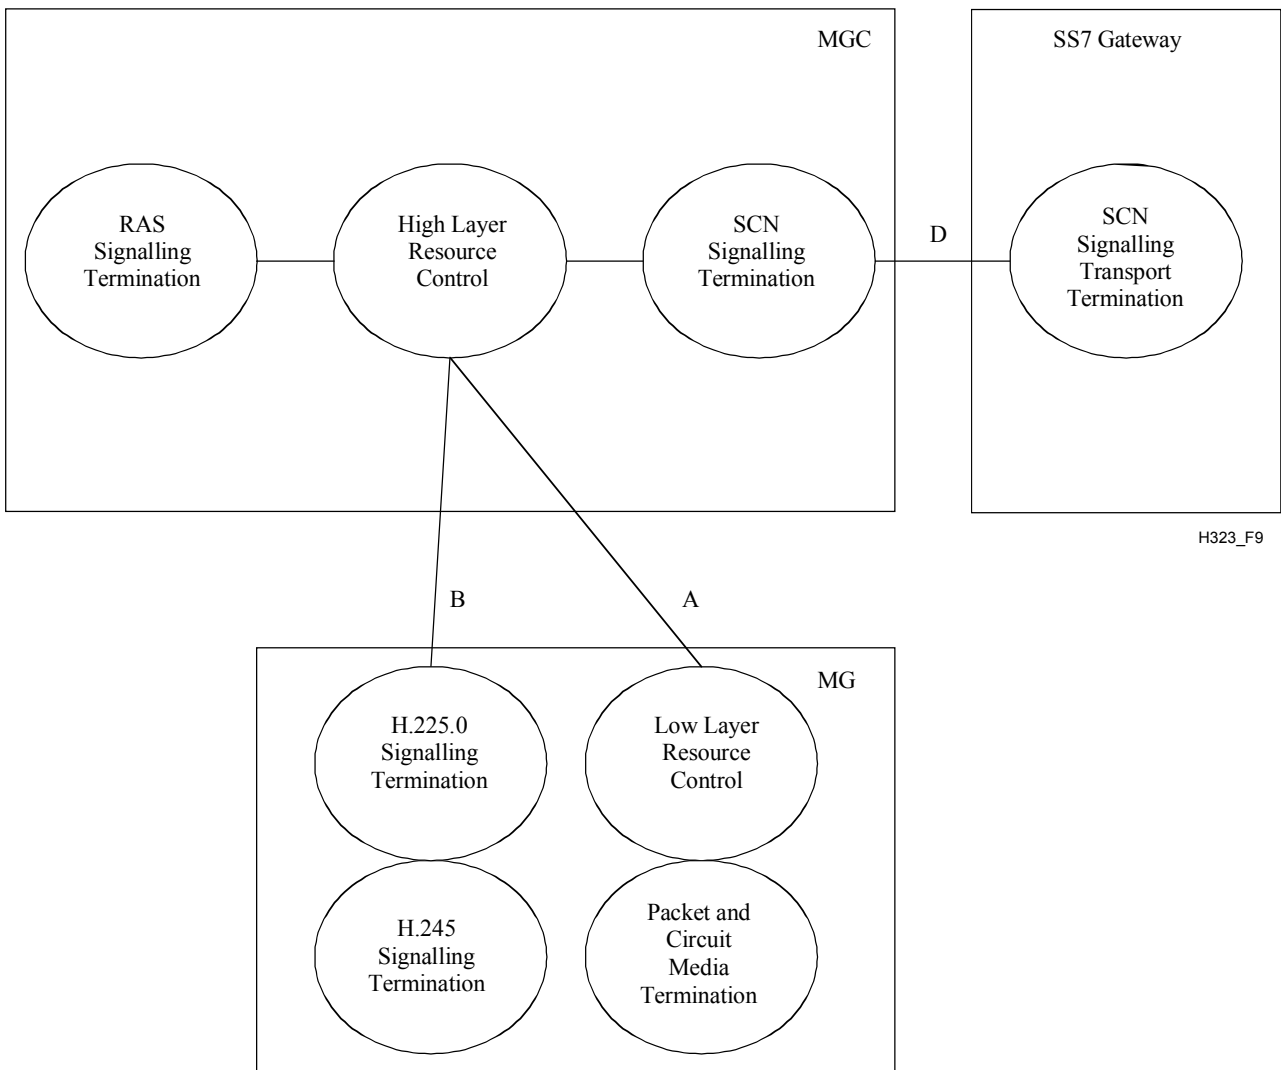 MGC
SS7 Gateway
RAS
Signalling
Termination
High Layer
Resource
Control
SCN
Signalling
Termination
D
SCN
Signalling
Transport
Termination
H323_F9
B
A
MG
H.225.0
Signalling
Termination
Low Layer
Resource
Control
H.245
Signalling
Termination
Packet and
Circuit
Media
Termination